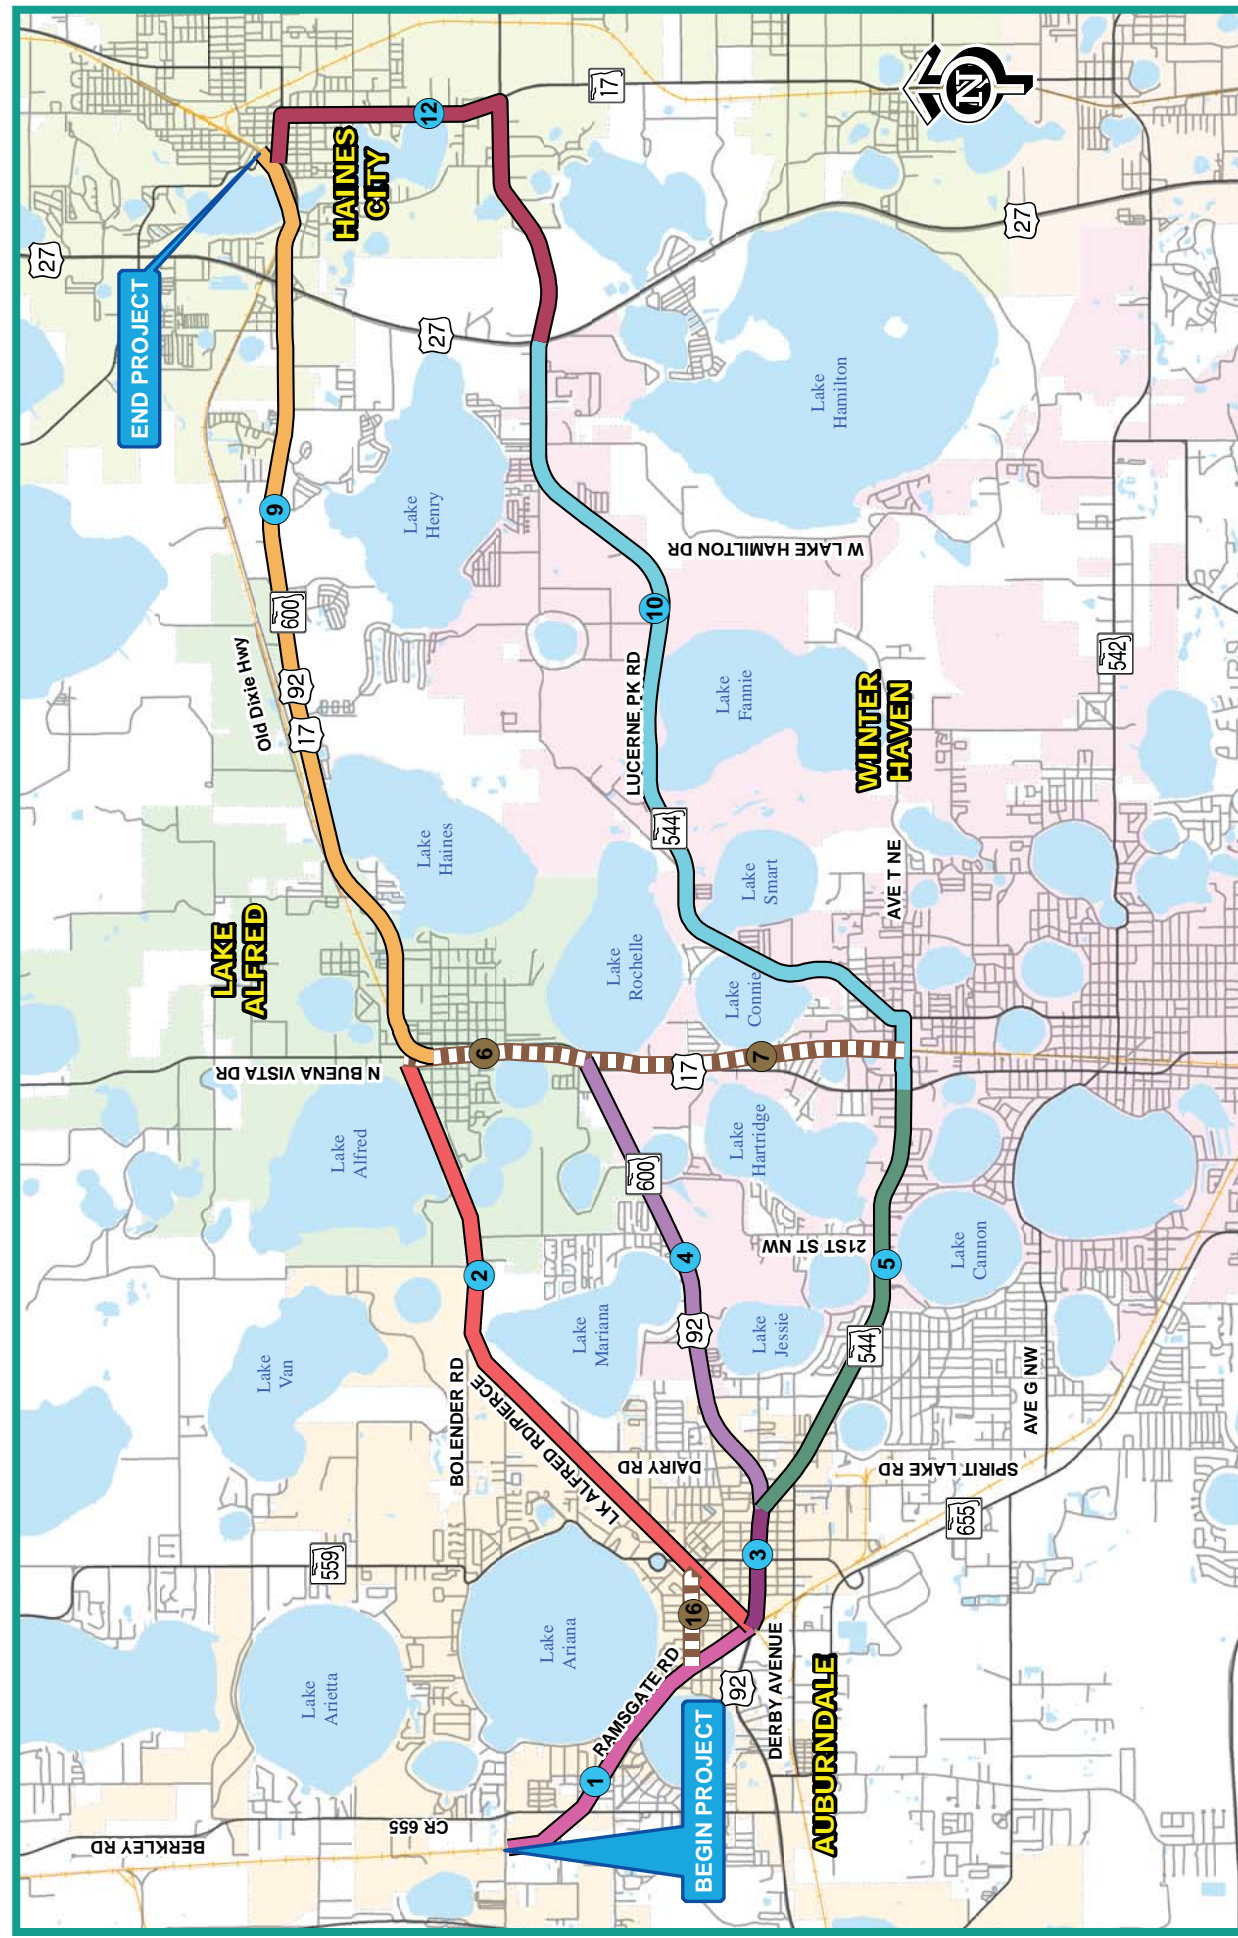 BERKLEY RD
CR 655
BEGIN PROJECT
1
RAMSGATE RD
92
DERBY AVENUE
AUBURNDALE
16
3
Lake
Arietta
Lake
Ariana
559
655
SPIRIT LAKE RD
DAIRY RD
LK ALFRED RD/PIERCE
BOLENDER RD
2
Lake
Van
Lake
Mariana
92
4
600
Lake
Jessie
544
5
21ST ST NW
AVE G NW
Lake
Cannon
Lake
Hartridge
Lake
Alfred
N BUENA VISTA DR
6
17
7
LAKE
ALFRED
Lake
Haines
Lake
Rochelle
Lake
Connie
Lake
Smart
AVE T NE
544
LUCERNE PK RD
Lake
Fannie
WINTER
HAVEN
542
10
W LAKE HAMILTON DR
Old Dixie Hwy
17
92
600
9
Lake
Henry
Lake
Hamilton
END PROJECT
27
27
27
HAINES
CITY
12
17
N